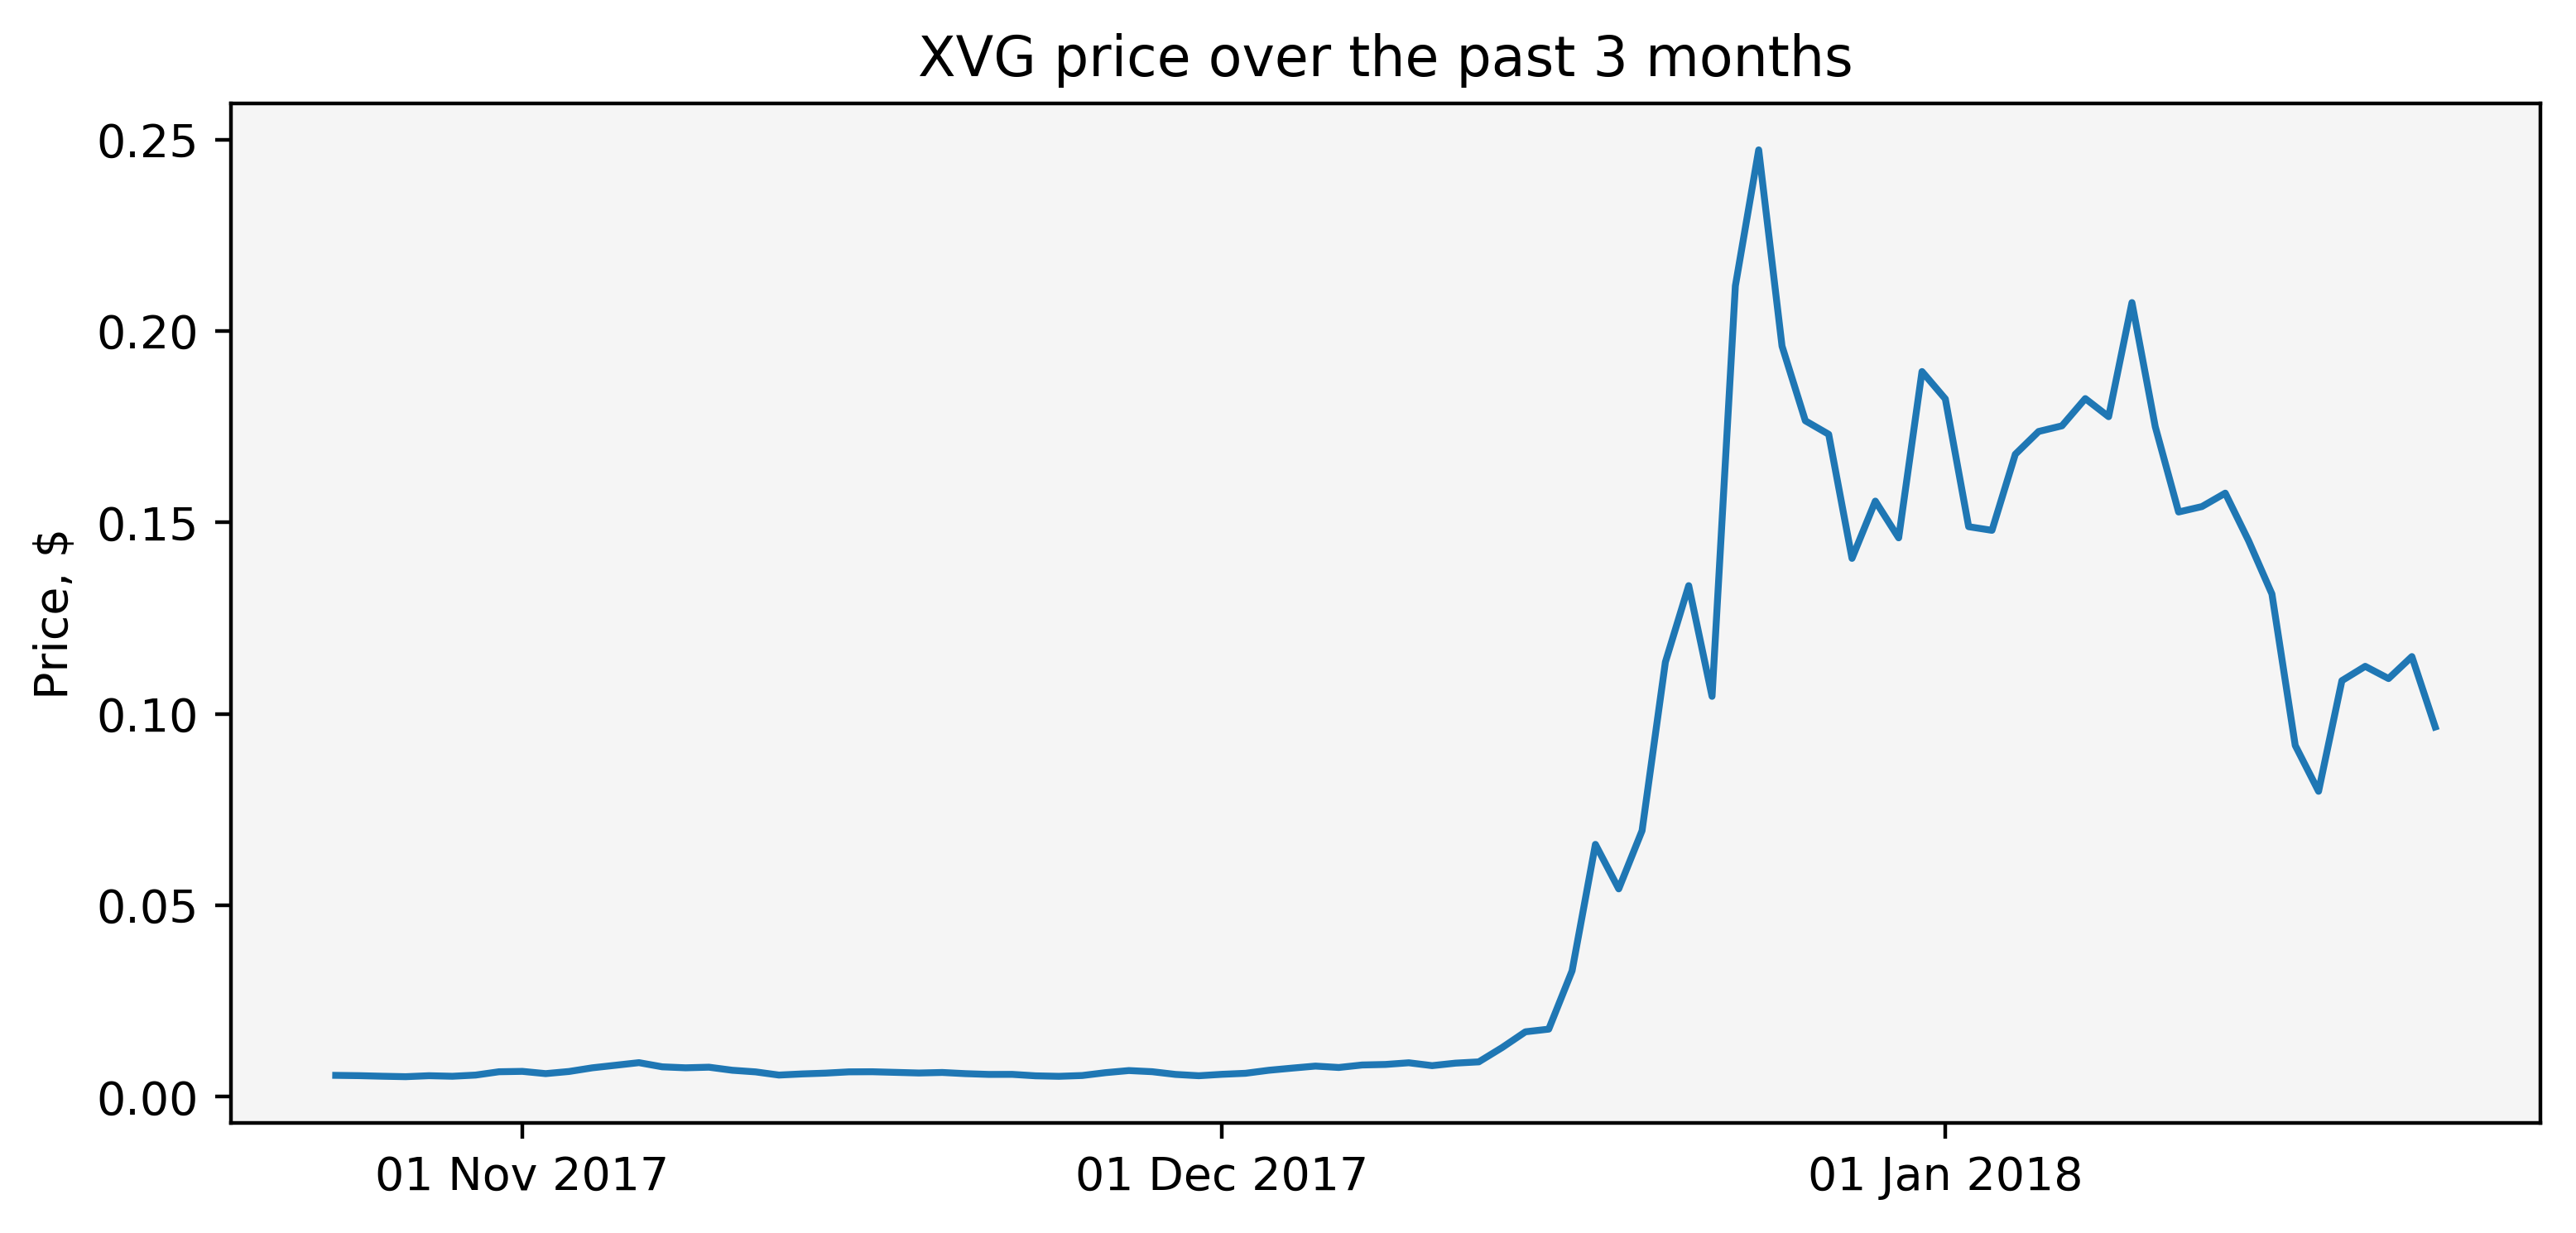 XVG price over the past 3 months
Price, $
0.25
0.20
0.15
0.10
0.05
0.00
01 Nov 2017
01 Dec 2017
01 Jan 2018